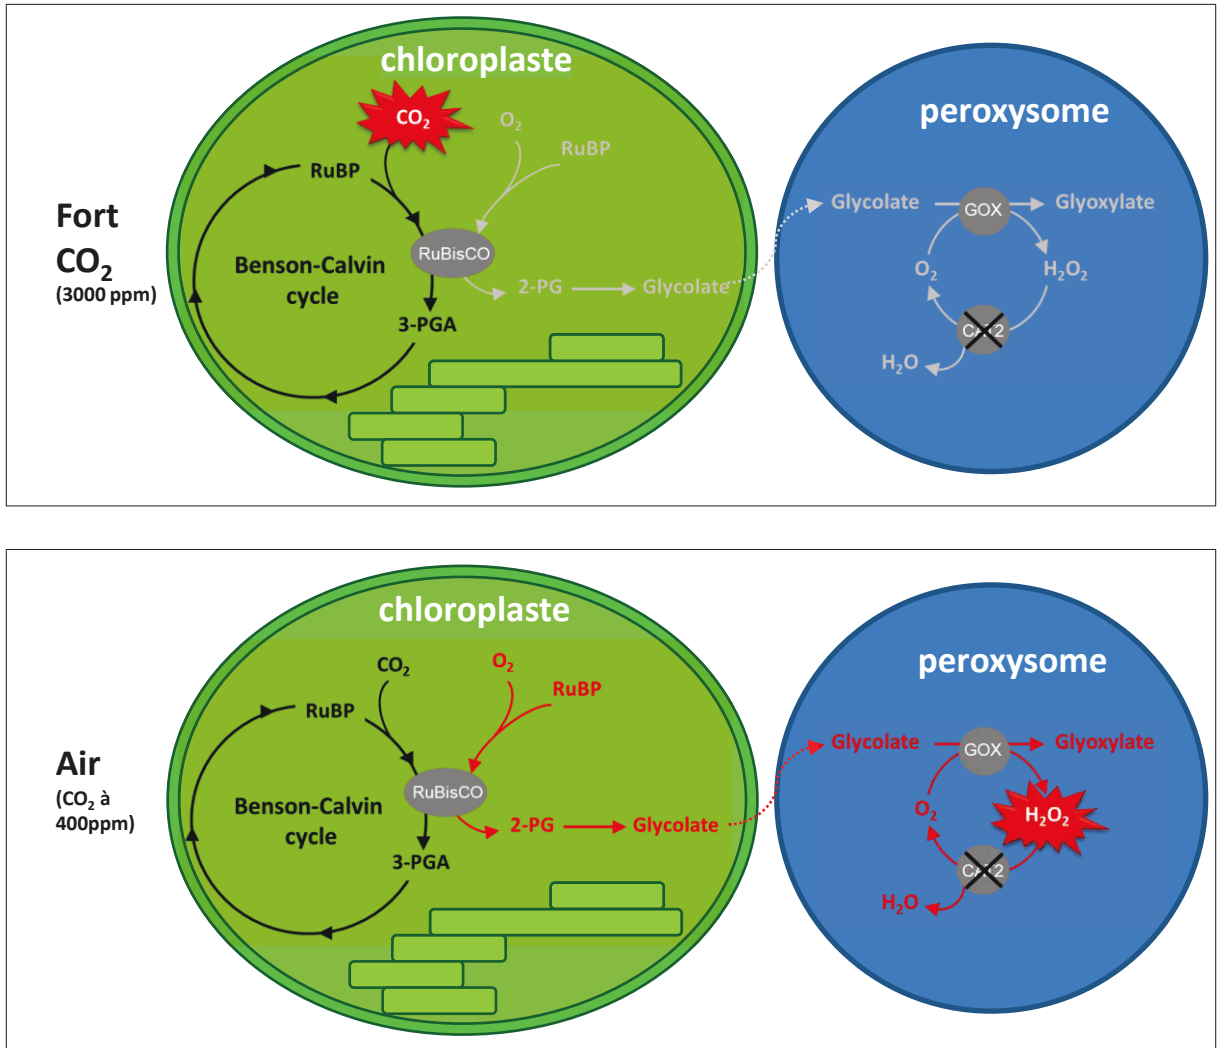 chloroplaste
CO₂
O₂
RuBP
RuBP
Fort
CO₂
(3000 ppm)
RuBisCO
Benson-Calvin
cycle
2-PG
Glycolate
3-PGA
peroxysome
Glycolate
GOX
Glyoxylate
O₂
H₂O₂
CAT2
H₂O
chloroplaste
CO₂
O₂
RuBP
RuBP
Air
(CO₂ à
400ppm)
RuBisCO
Benson-Calvin
cycle
2-PG
Glycolate
3-PGA
peroxysome
Glycolate
GOX
Glyoxylate
O₂
H₂O₂
CAT2
H₂O